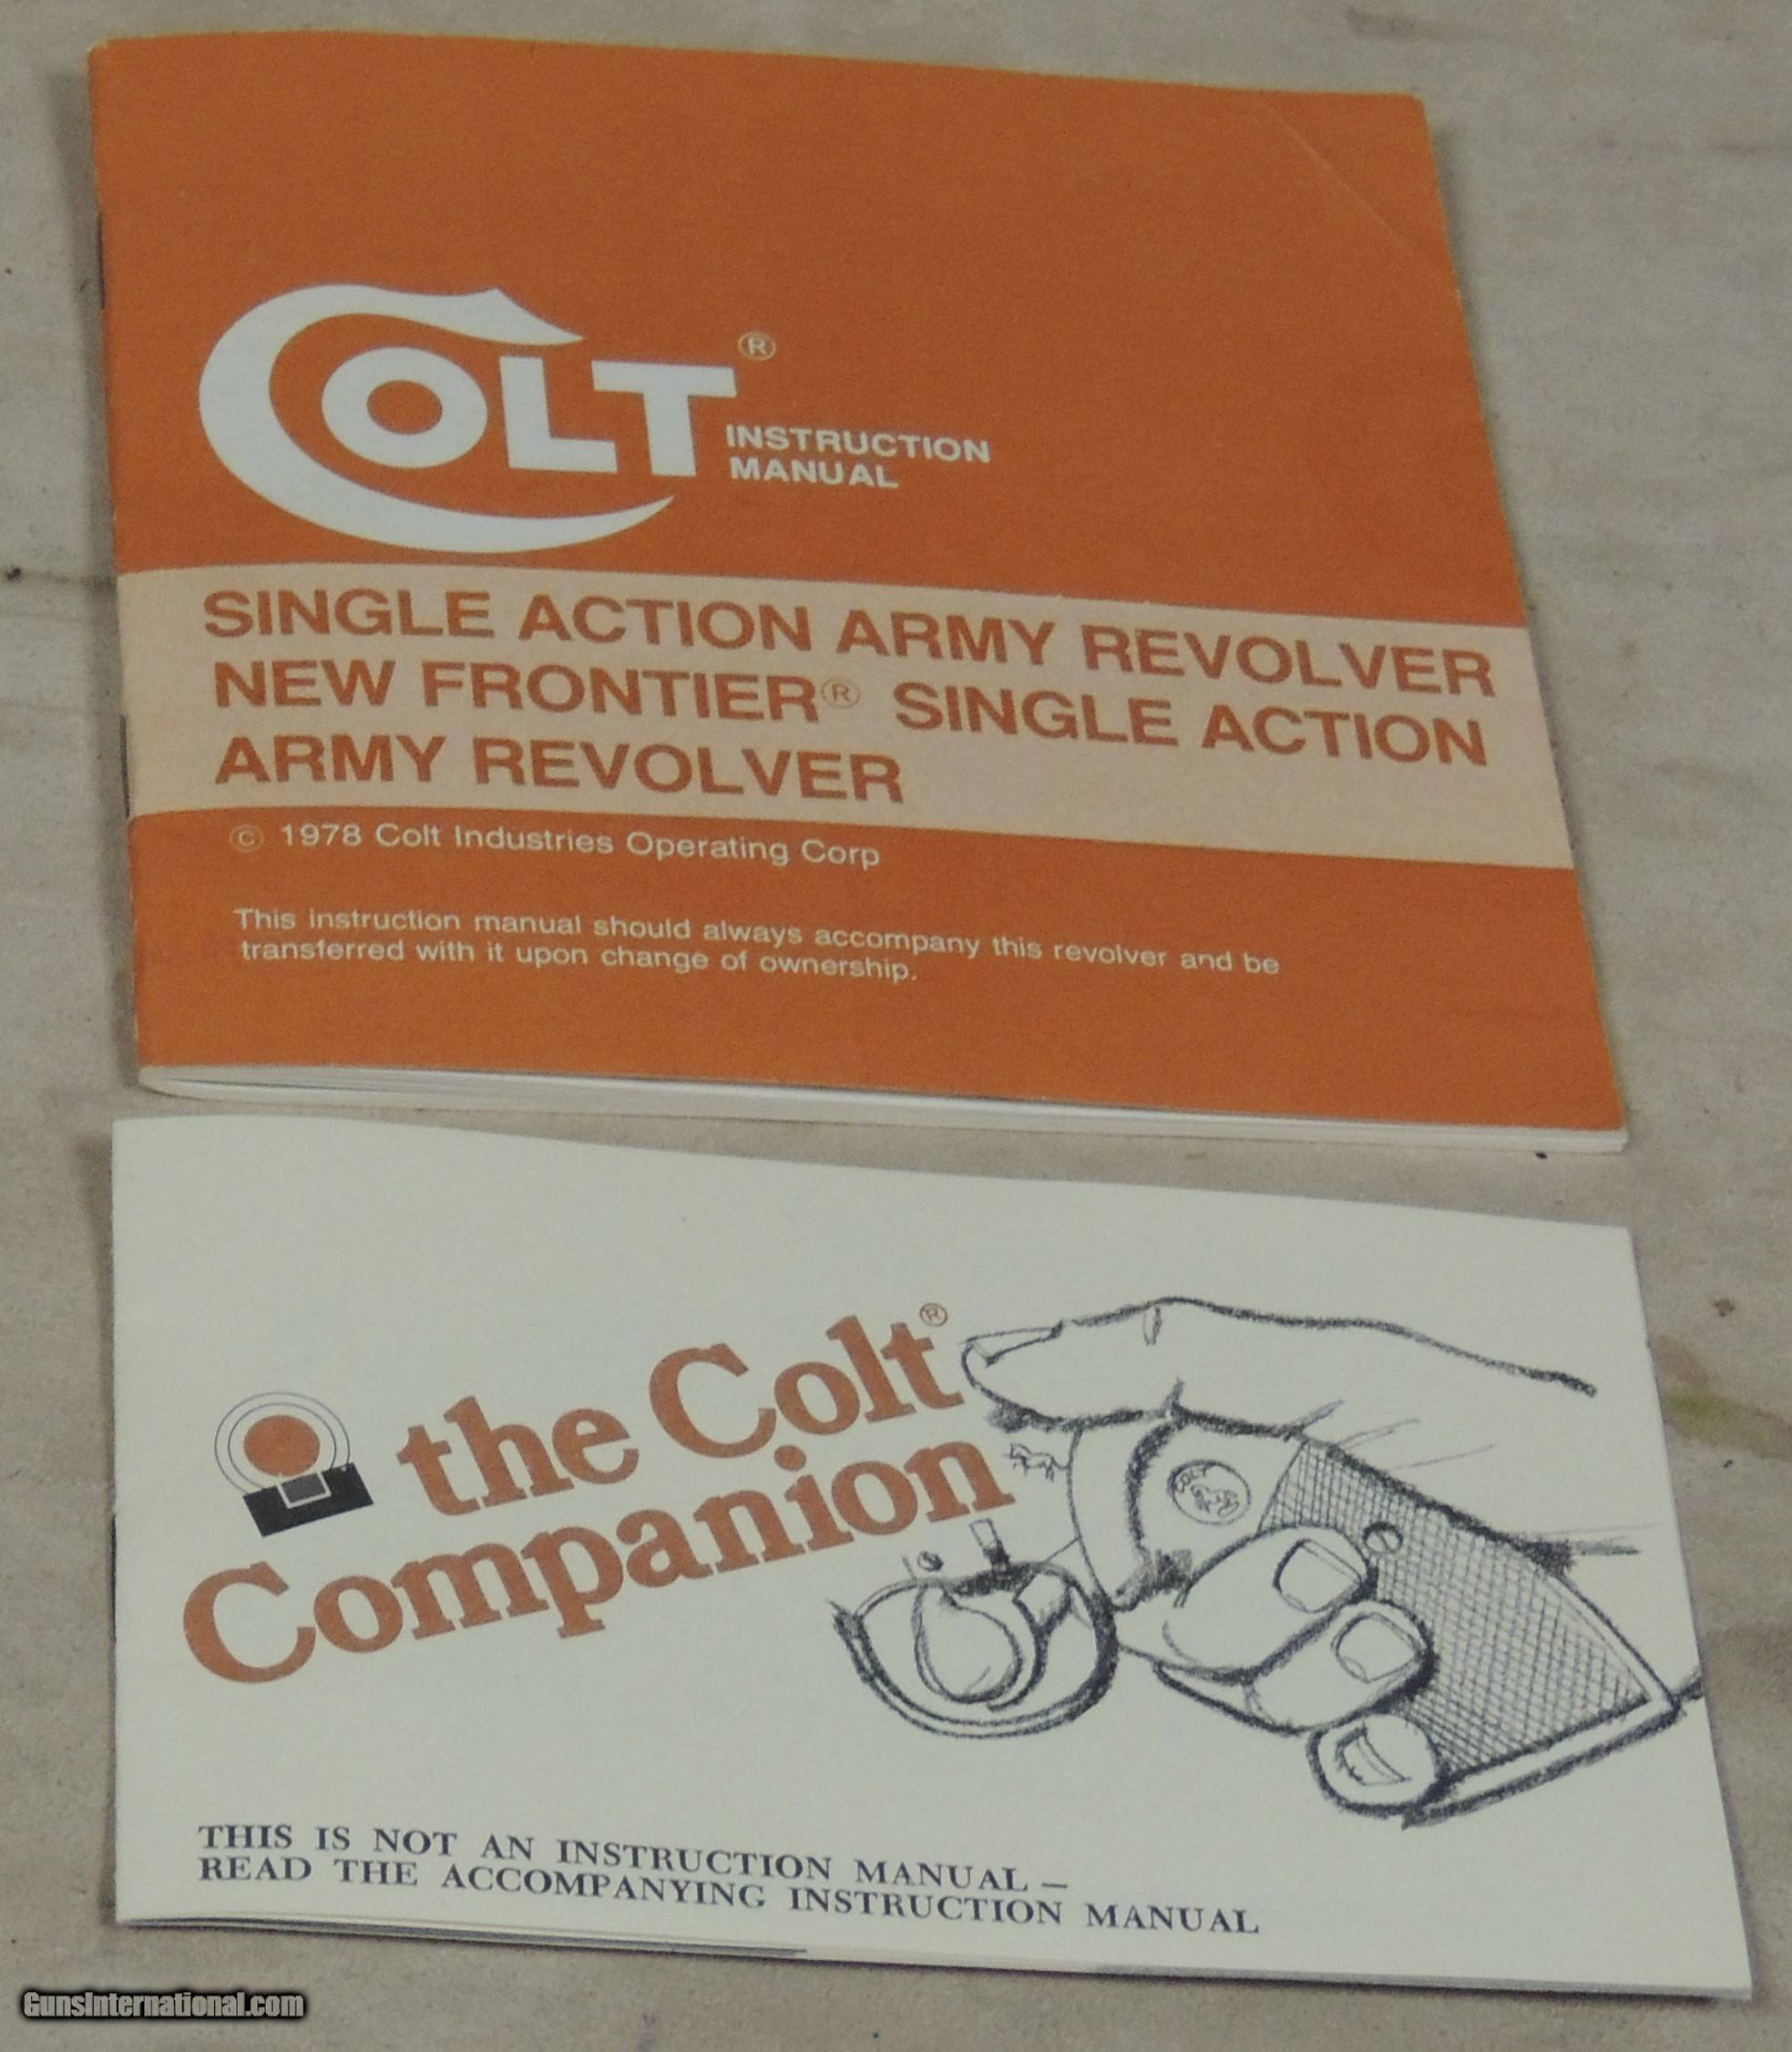 COLT®
INSTRUCTION
MANUAL
SINGLE ACTION ARMY REVOLVER
NEW FRONTIER® SINGLE ACTION
ARMY REVOLVER
© 1978 Colt Industries Operating Corp
This instruction manual should always accompany this revolver and be
transferred with it upon change of ownership.
the Colt®
Companion
COLT
THIS IS NOT AN INSTRUCTION MANUAL –
READ THE ACCOMPANYING INSTRUCTION MANUAL
GunsInternational.com